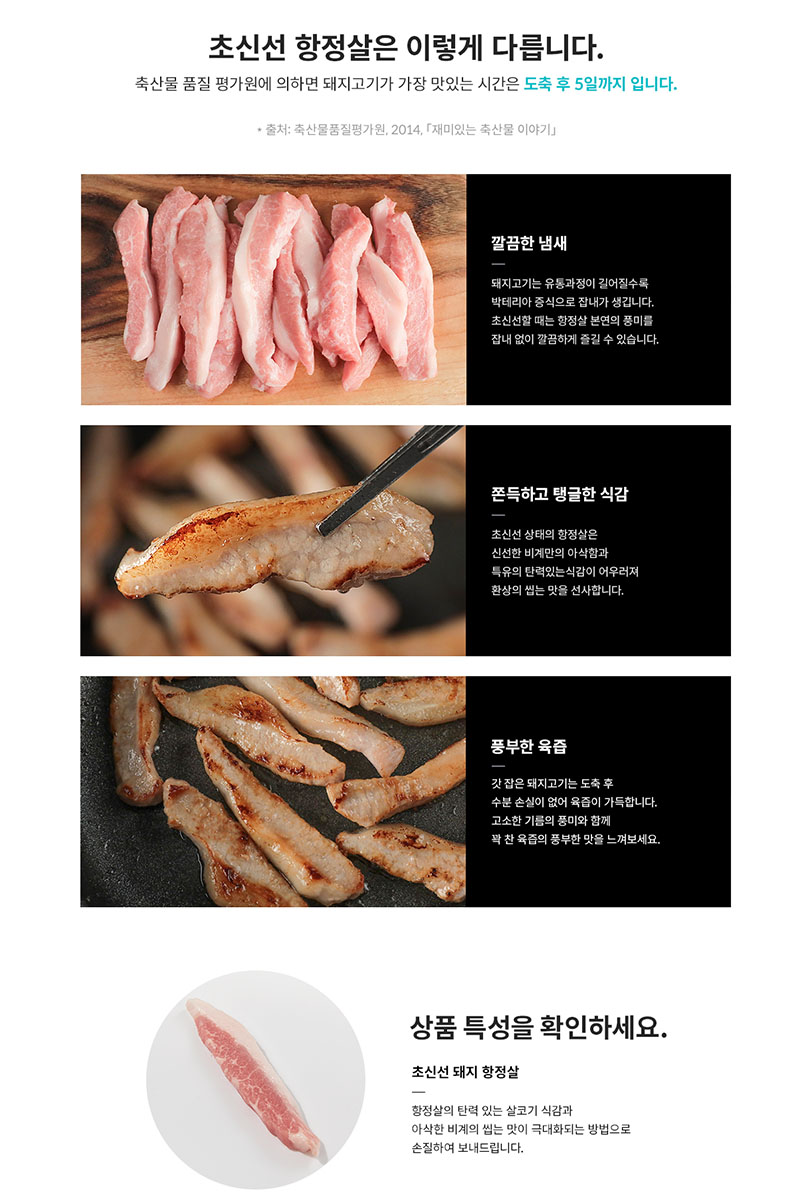 초신선 항정살은 이렇게 다릅니다.
축산물 품질 평가원에 의하면 돼지고기가 가장 맛있는 시간은 도축 후 5일까지 입니다.
* 출처: 축산물품질평가원, 2014, 「재미있는 축산물 이야기」
깔끔한 냄새
돼지고기는 유통과정이 길어질수록
박테리아 증식으로 잡내가 생깁니다.
초신선할 때는 항정살 본연의 풍미를
잡내 없이 깔끔하게 즐길 수 있습니다.
쫀득하고 탱글한 식감
초신선 상태의 항정살은
신선한 비계만의 아삭함과
특유의 탄력있는식감이 어우러져
환상의 씹는 맛을 선사합니다.
풍부한 육즙
갓 잡은 돼지고기는 도축 후
수분 손실이 없어 육즙이 가득합니다.
고소한 기름의 풍미와 함께
꽉 찬 육즙의 풍부한 맛을 느껴보세요.
상품 특성을 확인하세요.
초신선 돼지 항정살
항정살의 탄력 있는 살코기 식감과
아삭한 비계의 씹는 맛이 극대화되는 방법으로
손질하여 보내드립니다.